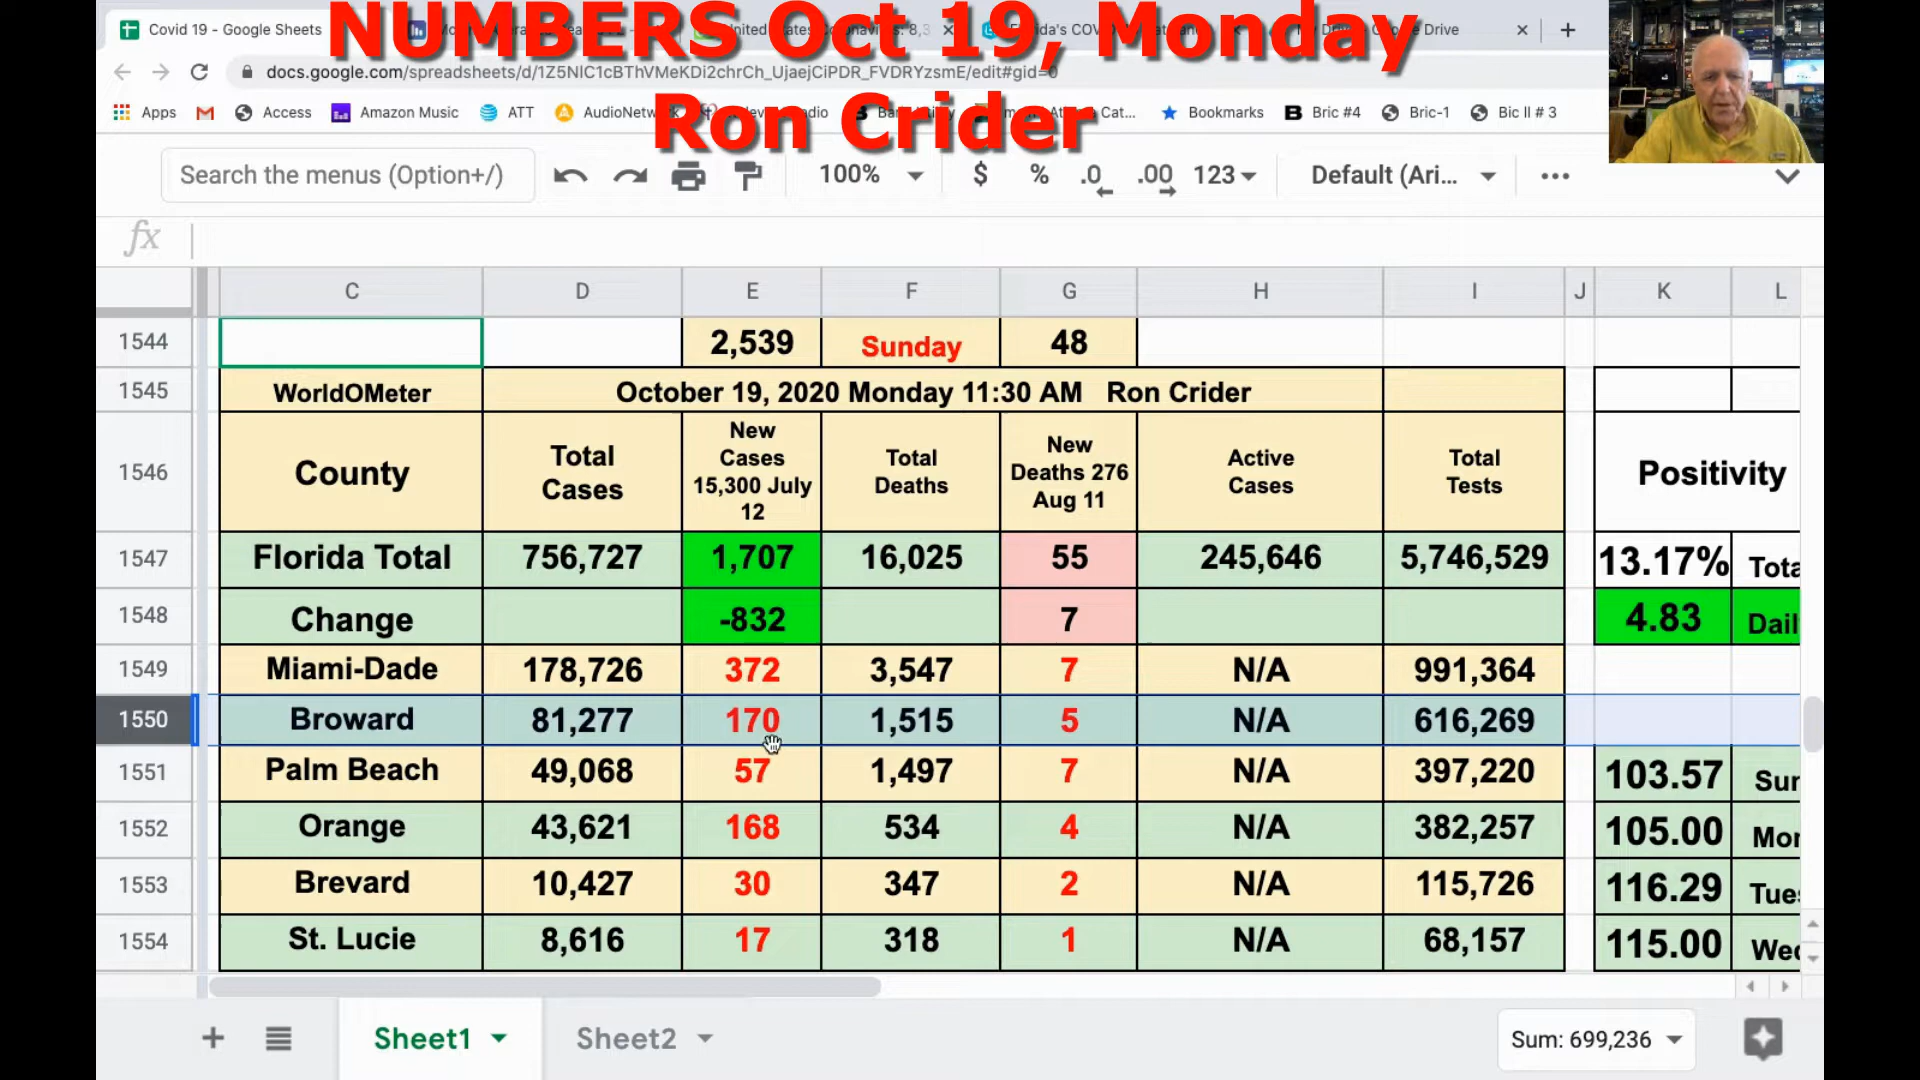 NUMBERS Oct 19, Monday
Ron Crider
Covid 19 - Google Sheets
docs.google.com/spreadsheets/d/1Z5NlC1cBThVMeKDi2chrCh_UjaejCiPDR_FVDRYzsmE/edit#gid=0
Apps Access Amazon Music ATT AudioNetwork Bookmarks Bric #4 Bric-1 Bic II # 3
Search the menus (Option+/) 100% $ % .0 .00 123 Default (Ari... ...
fx
C D E F G H I J K L
1544 2,539 Sunday 48
1545 WorldOMeter October 19, 2020 Monday 11:30 AM Ron Crider
1546 County Total Cases New Cases 15,300 July 12 Total Deaths New Deaths 276 Aug 11 Active Cases Total Tests Positivity
1547 Florida Total 756,727 1,707 16,025 55 245,646 5,746,529 13.17% Tota
1548 Change -832 7 4.83 Dail
1549 Miami-Dade 178,726 372 3,547 7 N/A 991,364
1550 Broward 81,277 170 1,515 5 N/A 616,269
1551 Palm Beach 49,068 57 1,497 7 N/A 397,220 103.57 Sun
1552 Orange 43,621 168 534 4 N/A 382,257 105.00 Mon
1553 Brevard 10,427 30 347 2 N/A 115,726 116.29 Tues
1554 St. Lucie 8,616 17 318 1 N/A 68,157 115.00 Wed
+ Sheet1 Sheet2 Sum: 699,236